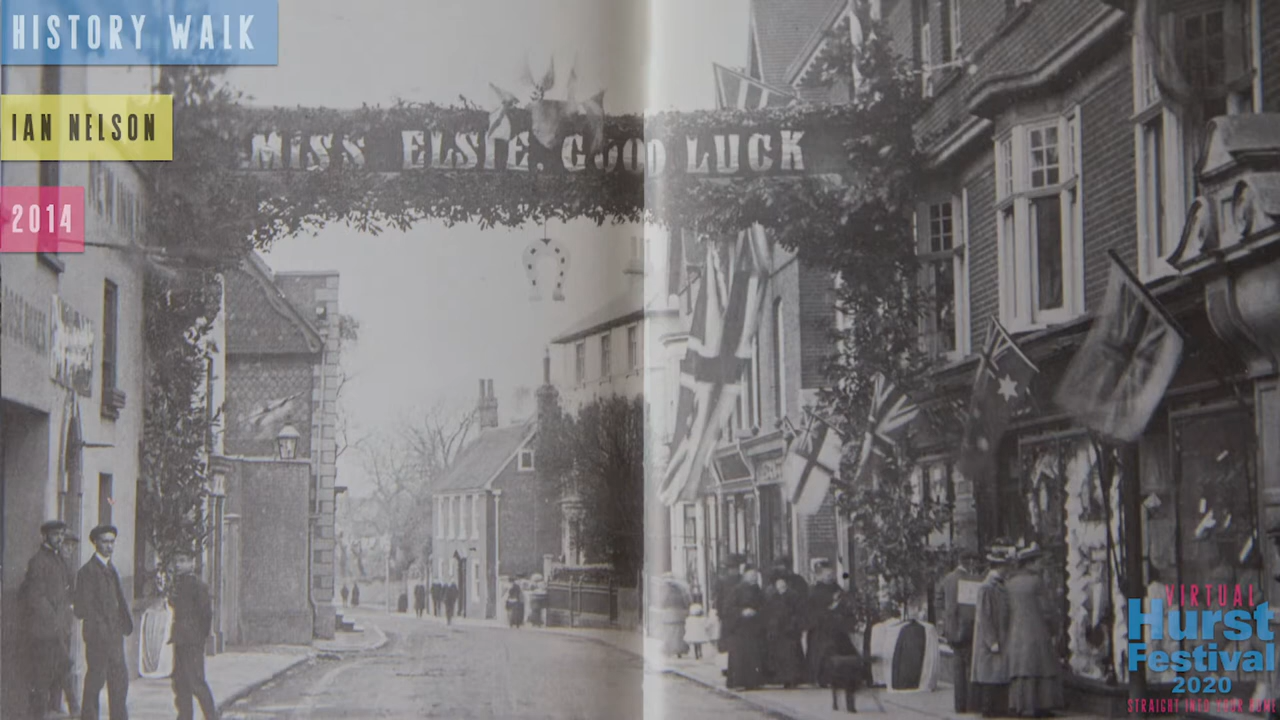 HISTORY WALK
IAN NELSON
2014
MISS ELSIE. GOOD LUCK
VIRTUAL
Hurst
Festival
2020
STRAIGHT INTO YOUR HOME